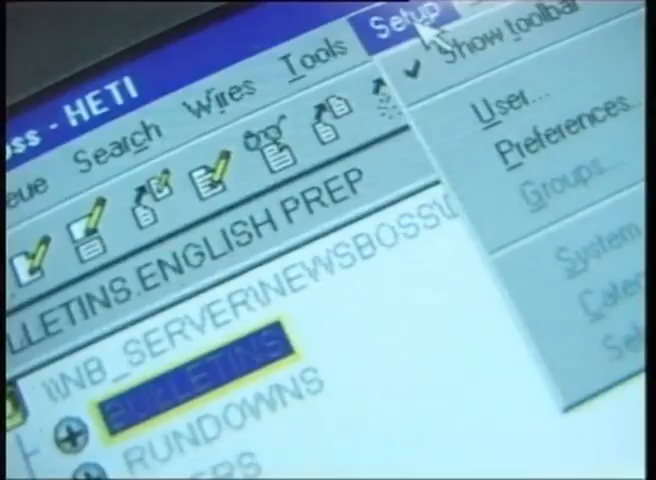 oss - HETI
eue Search Wires Tools Setup
Show toolbar
User...
Preferences...
Groups...
System
LLETINS.ENGLISH PREP
\\NB_SERVER\NEWSBOSS\
BULLETINS
RUNDOWNS
ERS